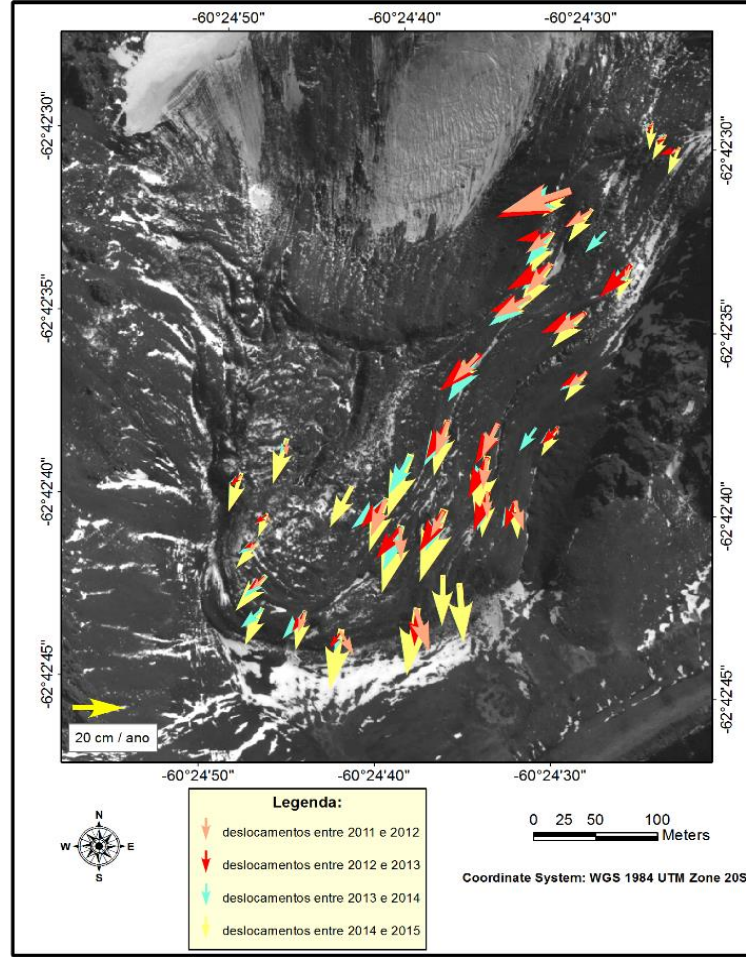 -60°24'50"
-60°24'40"
-60°24'30"
-62°42'30"
-62°42'30"
-62°42'35"
-62°42'35"
-62°42'40"
-62°42'40"
-62°42'45"
-62°42'45"
20 cm / ano
-60°24'50"
-60°24'40"
-60°24'30"
Legenda:
deslocamentos entre 2011 e 2012
deslocamentos entre 2012 e 2013
deslocamentos entre 2013 e 2014
deslocamentos entre 2014 e 2015
N
W
E
S
0 25 50 100
Meters
Coordinate System: WGS 1984 UTM Zone 20S